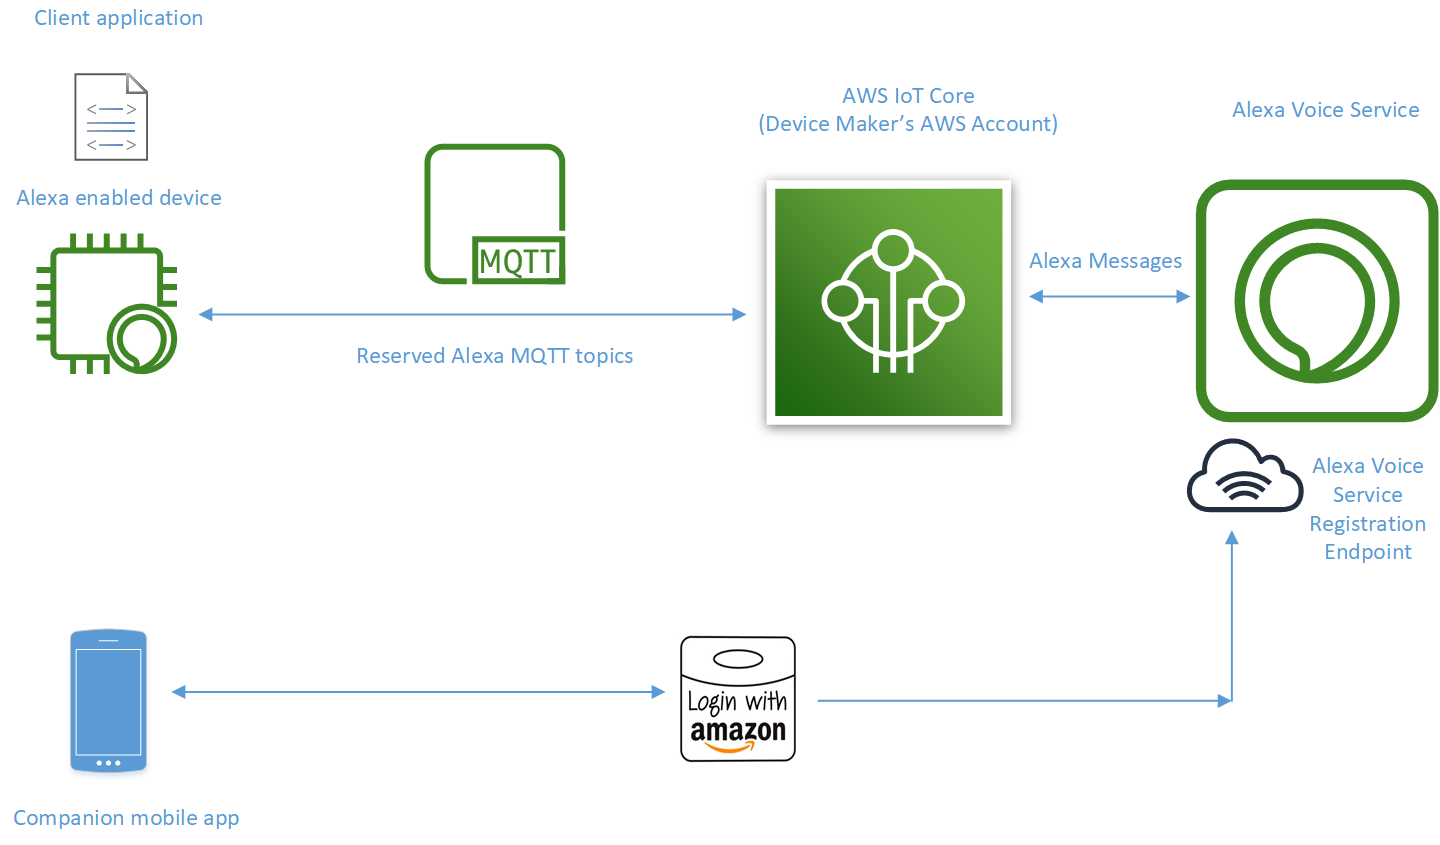 Client application
Alexa enabled device
MQTT
Reserved Alexa MQTT topics
AWS IoT Core
(Device Maker’s AWS Account)
Alexa Messages
Alexa Voice Service
Alexa Voice
Service
Registration
Endpoint
Login with
amazon
Companion mobile app